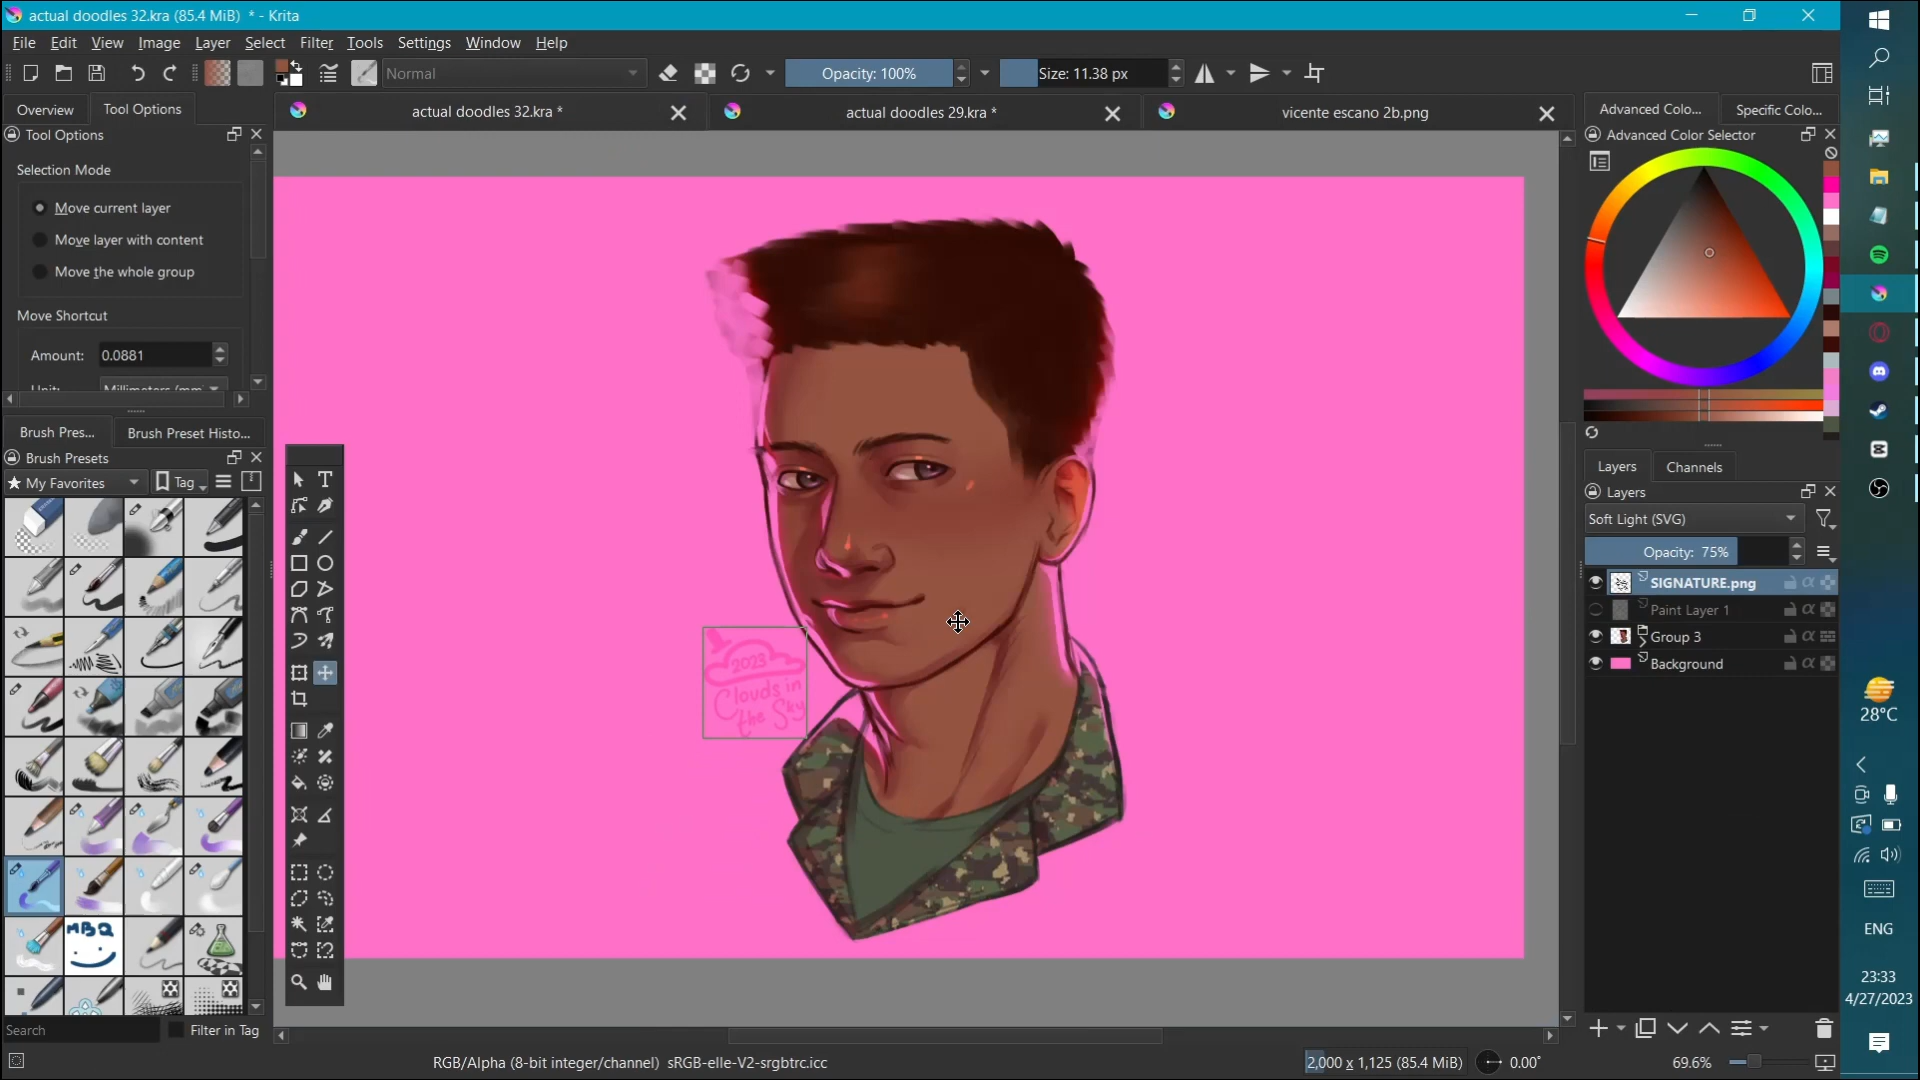 actual doodles 32.kra (85.4 MiB) * - Krita
File Edit View Image Layer Select Filter Tools Settings Window Help
Normal
Opacity: 100%
Size: 11.38 px
Overview
Tool Options
actual doodles 32.kra *
actual doodles 29.kra *
vicente escano 2b.png
Advanced Colo...
Specific Colo...
Tool Options
Advanced Color Selector
Selection Mode
Move current layer
Move layer with content
Move the whole group
Move Shortcut
Amount: 0.0881
Brush Pres...
Brush Preset Histo...
Brush Presets
My Favorites
Tag
Layers
Channels
Layers
Soft Light (SVG)
Opacity: 75%
SIGNATURE.png
Paint Layer 1
Group 3
Background
2023
Clouds in
the Sky
28°C
MBQ
ENG
23:33
4/27/2023
Search
Filter in Tag
RGB/Alpha (8-bit integer/channel) sRGB-elle-V2-srgbtrc.icc
2,000 x 1,125 (85.4 MiB)
0.00°
69.6%